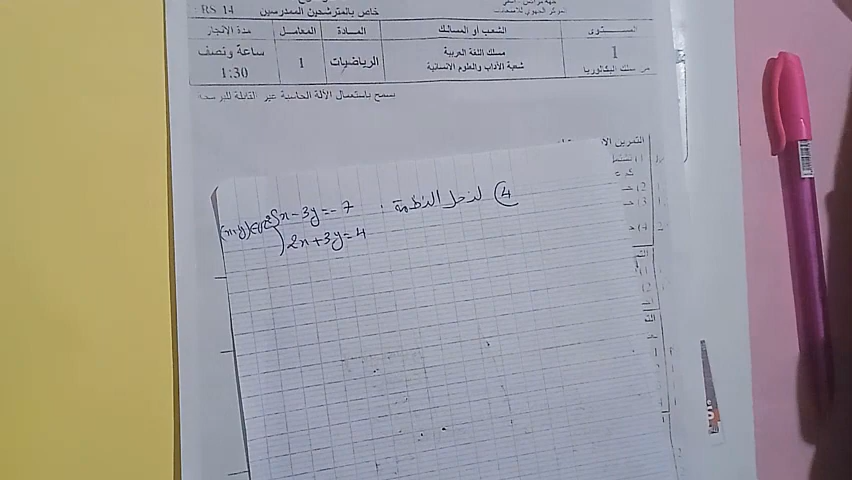 RS 14
خاص بالمترشحين الممدرسين
المستوى الشعب أو المسالك المادة المعامل مدة الإنجاز
1 مسلك اللغة العربية الرياضيات 1 ساعة ونصف
من سلك البكالوريا شعبة الآداب والعلوم الإنسانية 1:30
يسمح باستعمال الآلة الحاسبة غير القابلة للبرمجة
4) لنحل النظمة : x-3y=-7
2x+3y=4
التمرين